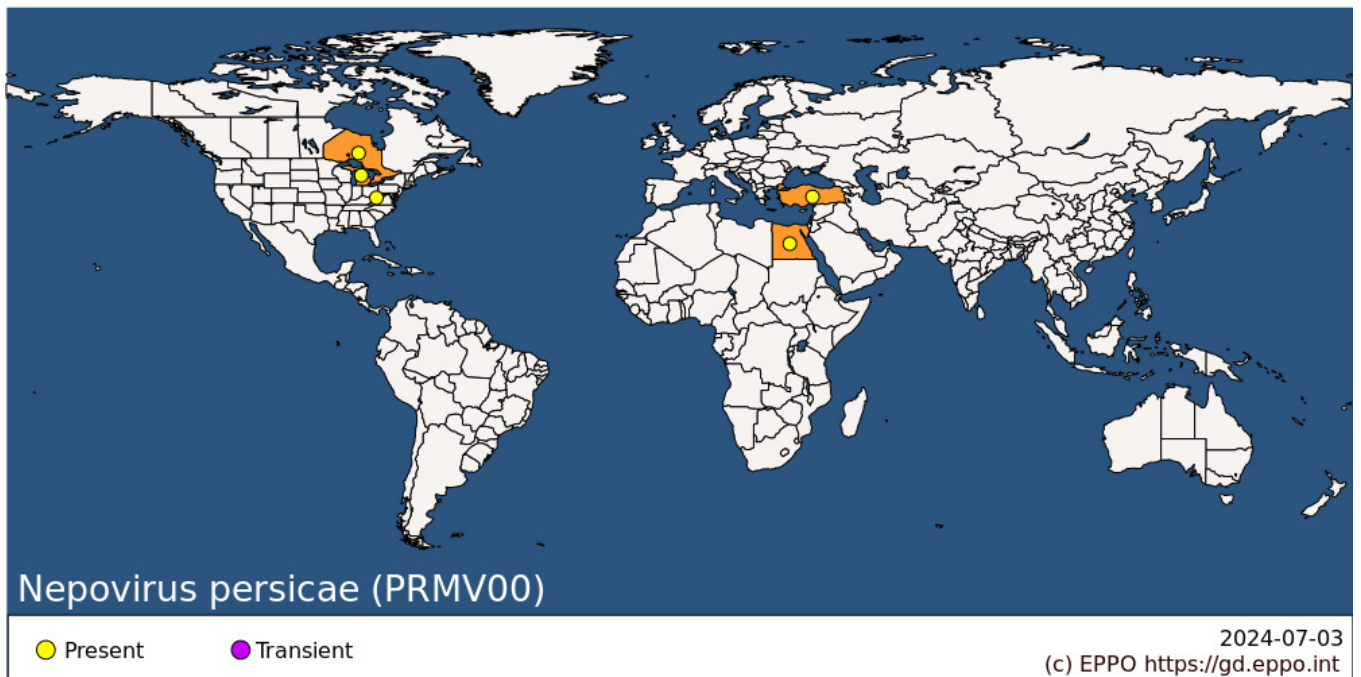 Nepovirus persicae (PRMV00)
Present
Transient
2024-07-03
(c) EPPO https://gd.eppo.int